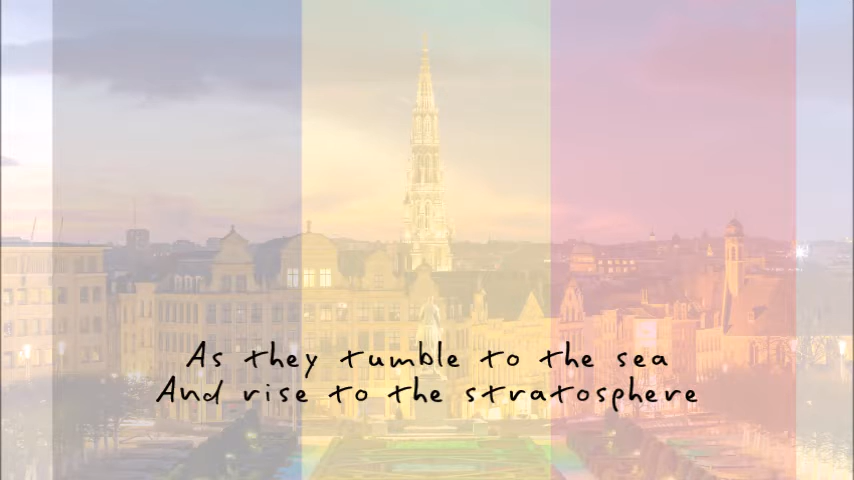 As they tumble to the sea
And rise to the stratosphere